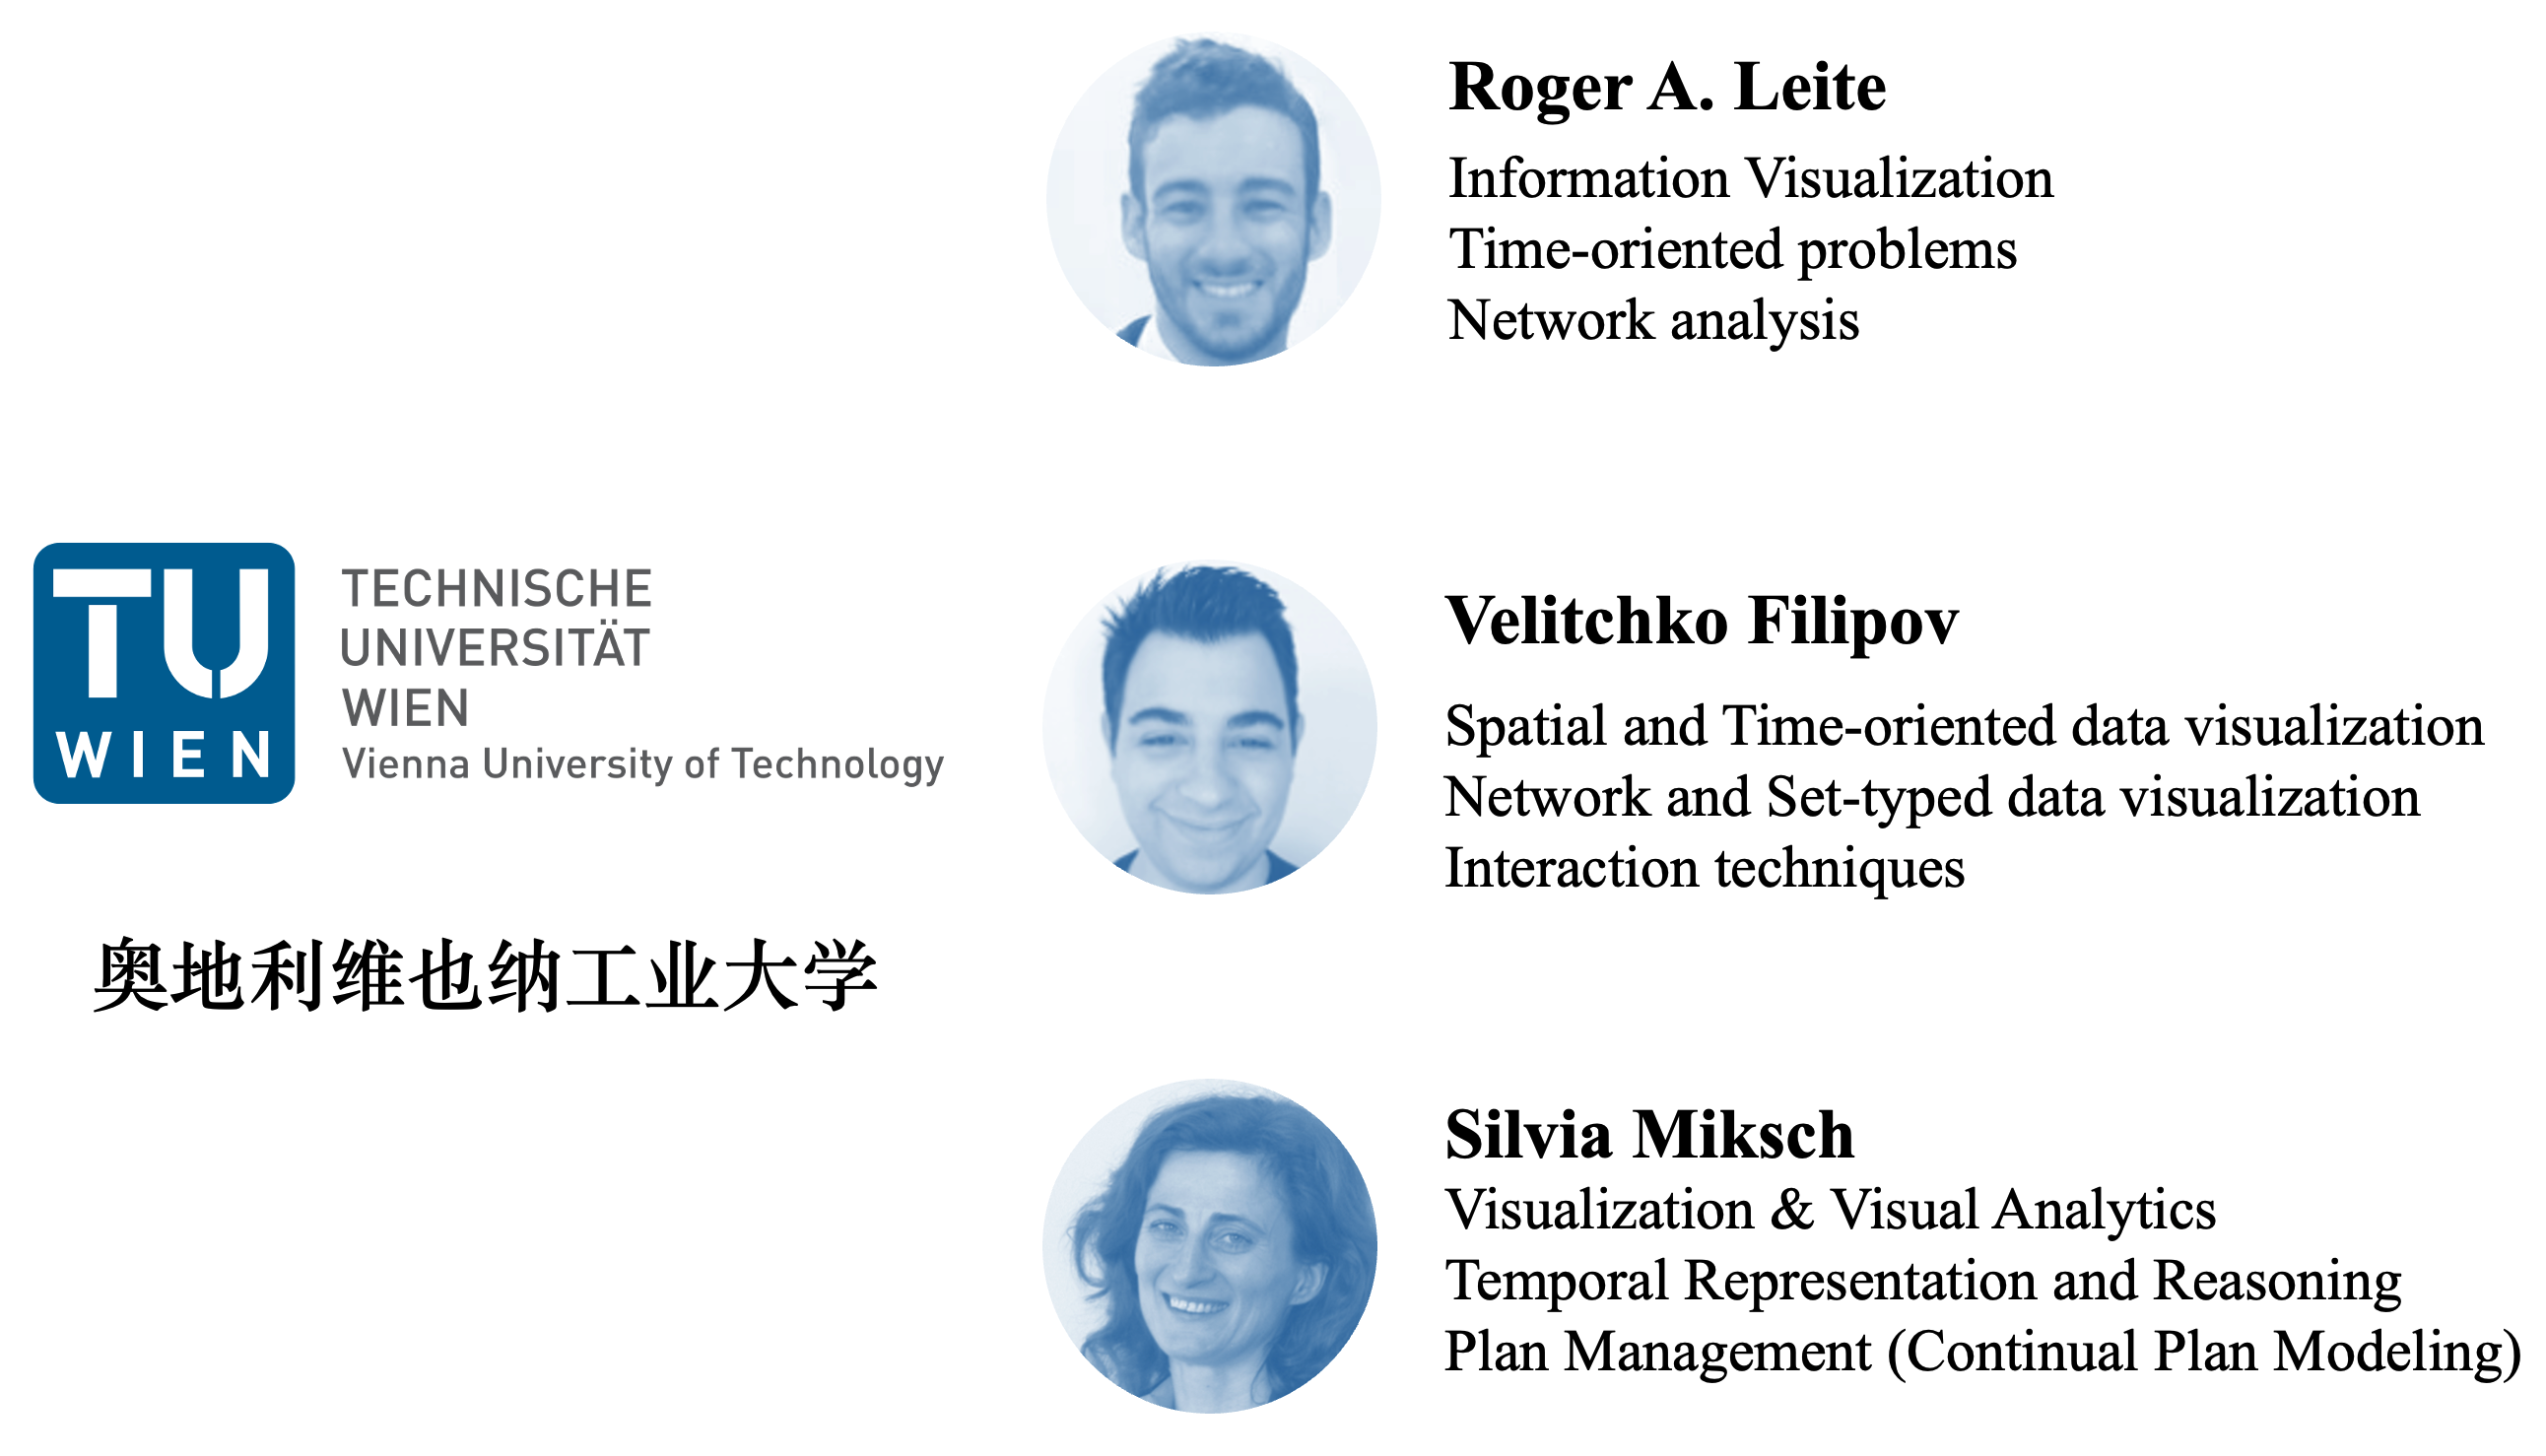 TU
WIEN
TECHNISCHE
UNIVERSITÄT
WIEN
Vienna University of Technology
奥地利维也纳工业大学
Roger A. Leite
Information Visualization
Time-oriented problems
Network analysis
Velitchko Filipov
Spatial and Time-oriented data visualization
Network and Set-typed data visualization
Interaction techniques
Silvia Miksch
Visualization & Visual Analytics
Temporal Representation and Reasoning
Plan Management (Continual Plan Modeling)